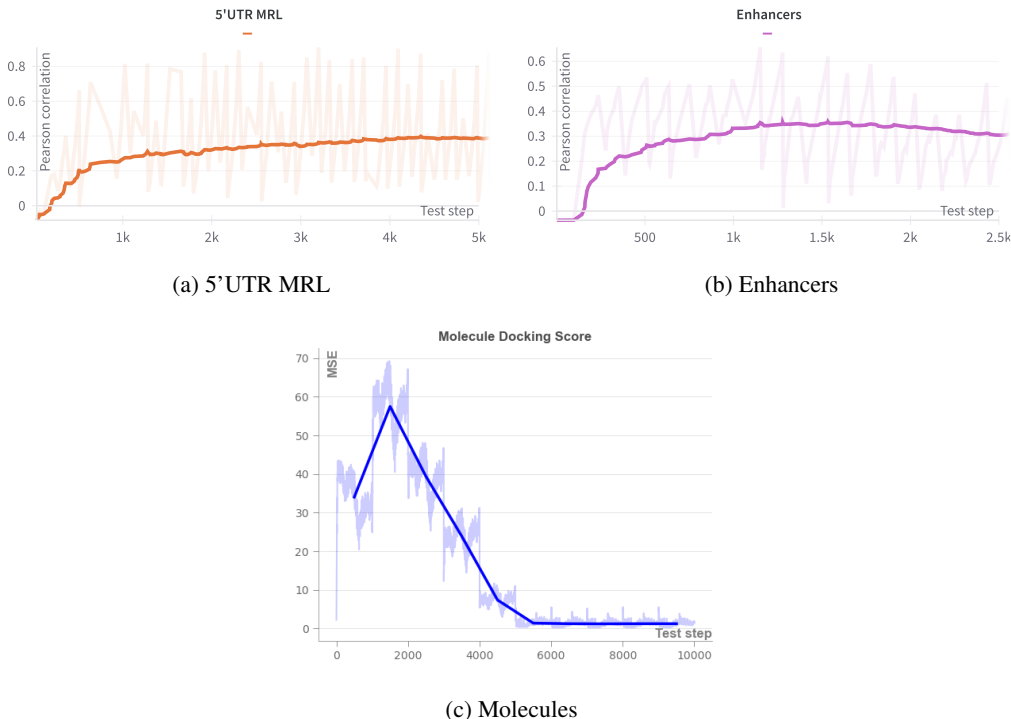 5'UTR MRL
Pearson correlation
0.8
0.6
0.4
0.2
0
Test step
1k
2k
3k
4k
5k
(a) 5’UTR MRL
Enhancers
Pearson correlation
0.6
0.5
0.4
0.3
0.2
0.1
0
Test step
500
1k
1.5k
2k
2.5k
(b) Enhancers
Molecule Docking Score
MSE
70
60
50
40
30
20
10
0
Test step
0
2000
4000
6000
8000
10000
(c) Molecules